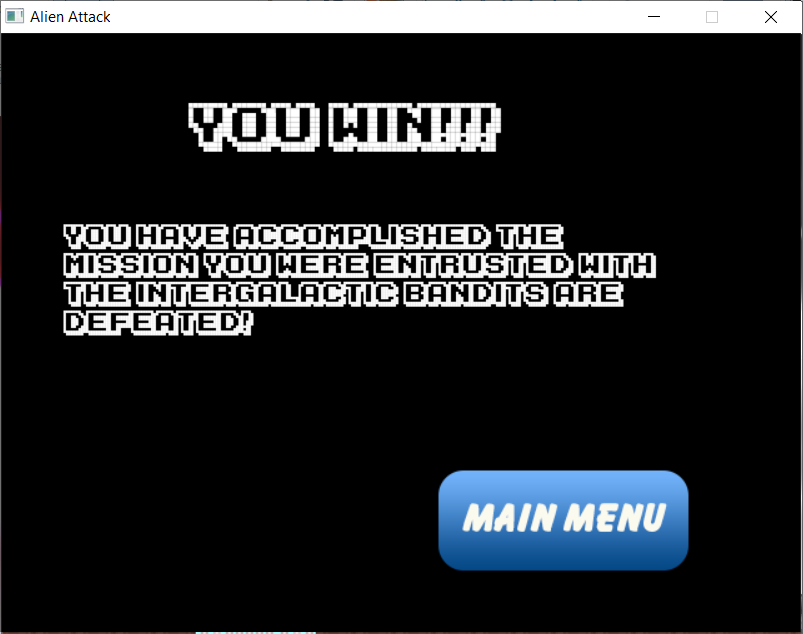 Alien Attack
YOU WIN!!!
YOU HAVE ACCOMPLISHED THE
MISSION YOU WERE ENTRUSTED WITH
THE INTERGALACTIC BANDITS ARE
DEFEATED!
MAIN MENU